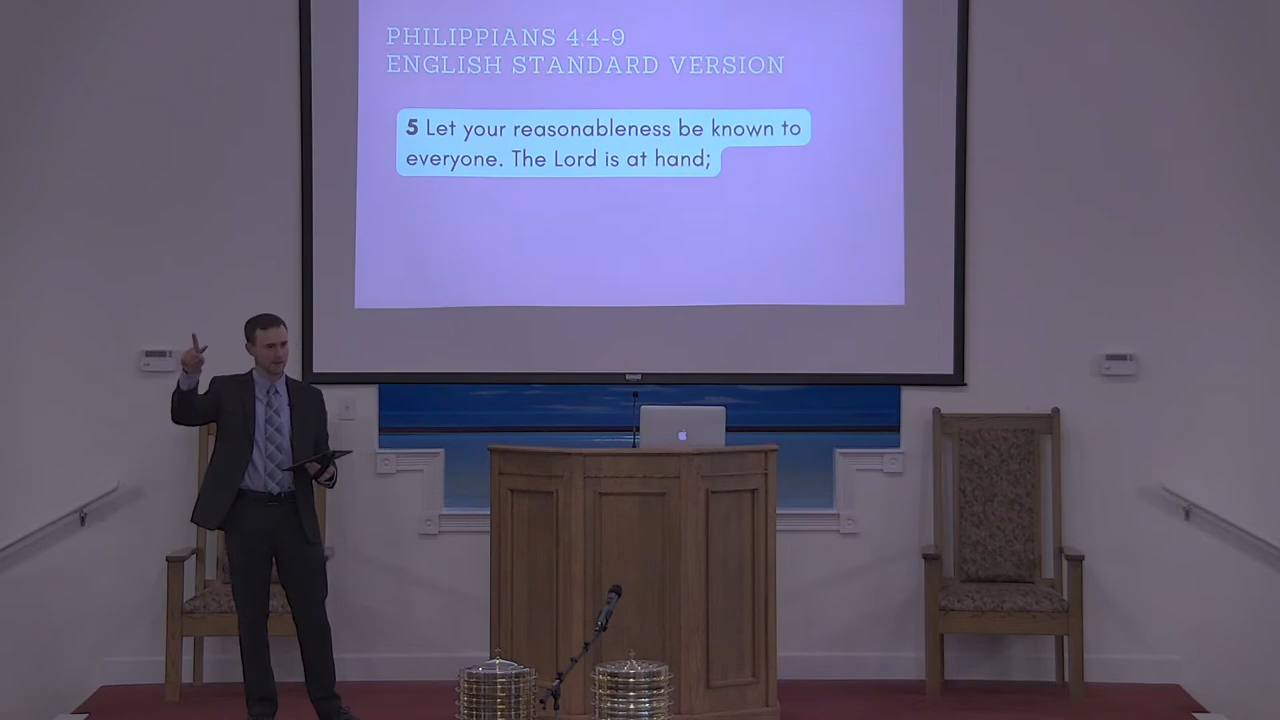 PHILIPPIANS 4:4-9
ENGLISH STANDARD VERSION
5 Let your reasonableness be known to
everyone. The Lord is at hand;